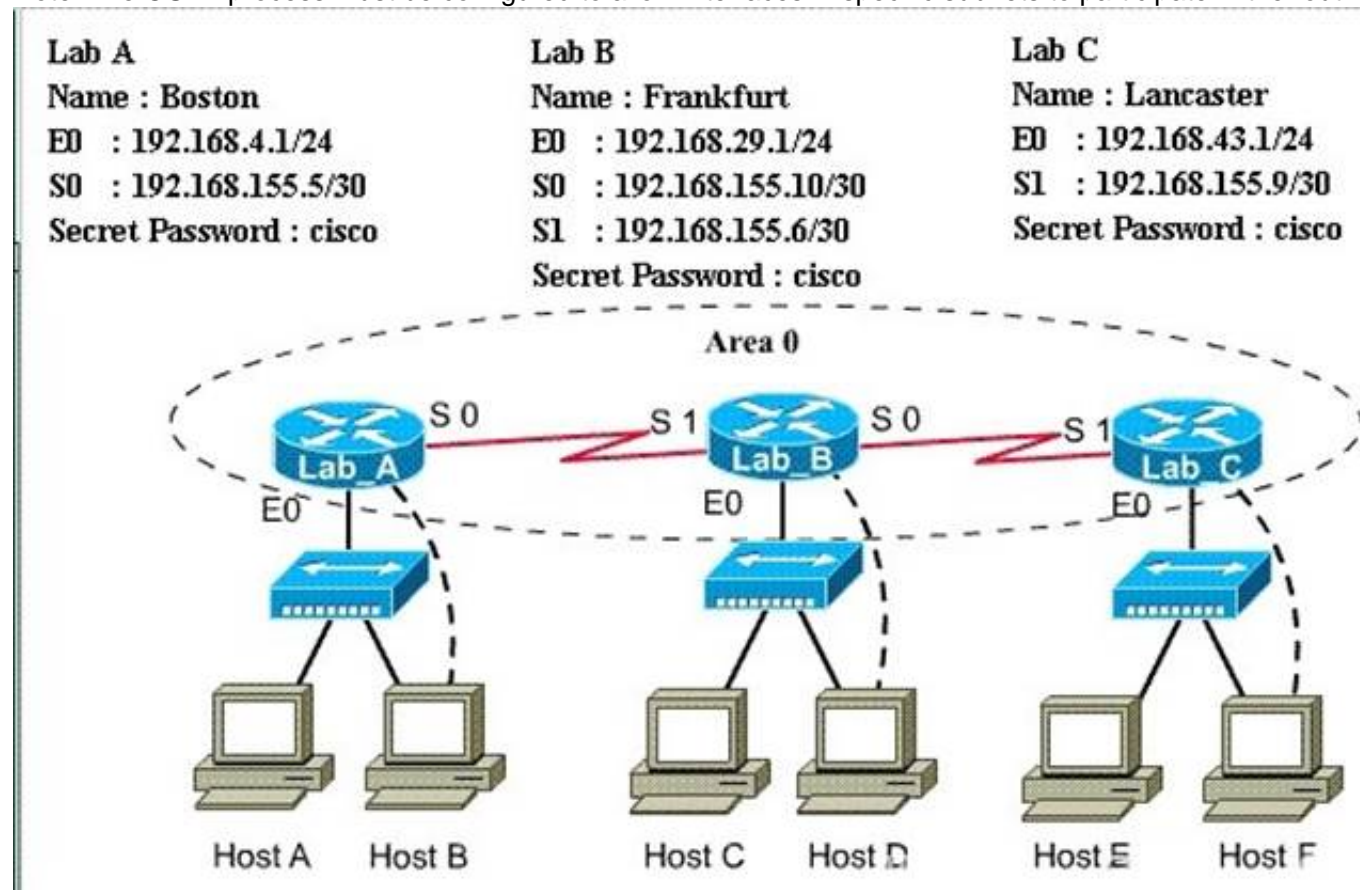 Lab A
Name : Boston
E0 : 192.168.4.1/24
S0 : 192.168.155.5/30
Secret Password : cisco
Lab B
Name : Frankfurt
E0 : 192.168.29.1/24
S0 : 192.168.155.10/30
S1 : 192.168.155.6/30
Secret Password : cisco
Lab C
Name : Lancaster
E0 : 192.168.43.1/24
S1 : 192.168.155.9/30
Secret Password : cisco
Area 0
S 0
S 1
S 0
S 1
Lab_A
Lab_B
Lab_C
E0
E0
E0
Host A
Host B
Host C
Host D
Host E
Host F